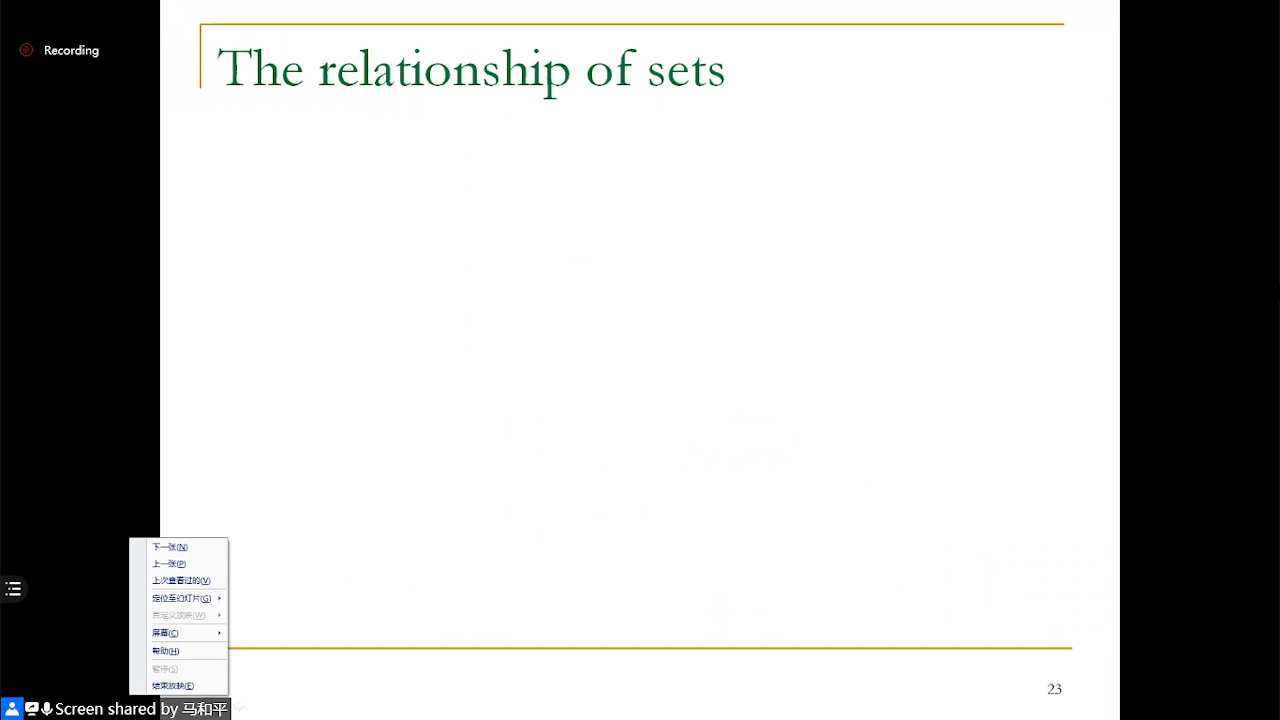 Recording
The relationship of sets
下一张(N)
上一张(P)
上次查看过的(V)
定位至幻灯片(G)
自定义放映(W)
屏幕(C)
帮助(H)
暂停(S)
结束放映(E)
23
Screen shared by 马和平